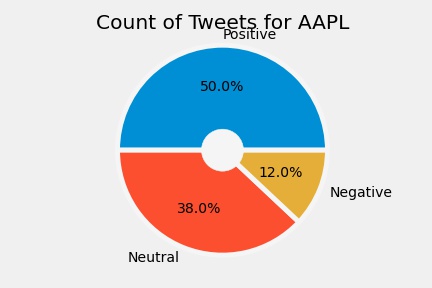 Count of Tweets for AAPL
Positive
50.0%
12.0%
Negative
38.0%
Neutral